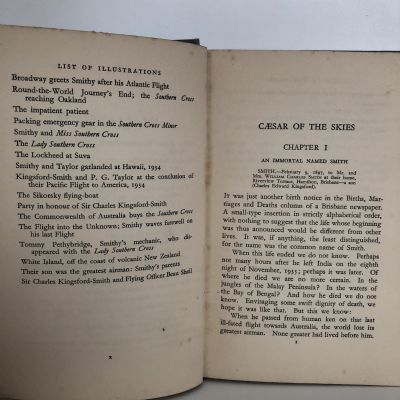 LIST OF ILLUSTRATIONS
Broadway greets Smithy after his Atlantic Flight
Round-the-World Journey's End; the Southern Cross
reaching Oakland
The impatient patient
Packing emergency gear in the Southern Cross Minor
Smithy and Miss Southern Cross
The Lady Southern Cross
The Lockheed at Suva
Smithy and Taylor garlanded at Hawaii, 1934
Kingsford-Smith and P. G. Taylor at the conclusion of
their Pacific Flight to America, 1934
The Sikorsky flying-boat
Party in honour of Sir Charles Kingsford-Smith
The Commonwealth of Australia buys the Southern Cross
The Flight into the Unknown; Smithy waves farewell on
his last Flight
Tommy Pethybridge, Smithy's mechanic, who dis-
appeared with the Lady Southern Cross
White Island, off the coast of volcanic New Zealand
Their son was the greatest airman: Smithy's parents
Sir Charles Kingsford-Smith and Flying Officer Beau Sheil
x
CÆSAR OF THE SKIES
CHAPTER I
AN IMMORTAL NAMED SMITH
SMITH.—February 9, 1897, to Mr. and
Mrs. WILLIAM CHARLES SMITH at their home,
Riverview Terrace, Hamilton, Brisbane—a son
(Charles Edward Kingsford).
It was just another birth notice in the Births, Mar-
riages and Deaths column of a Brisbane newspaper.
A small-type insertion in strictly alphabetical order,
with nothing to suggest that the life whose beginning
was thus announced would be different from other
lives. It was, if anything, the least distinguished,
for the name was the common name of Smith.
When this life ended we do not know. Perhaps
not many hours after he left India on the eighth
night of November, 1935; perhaps it was later. Of
where he died we are no more certain. In the
jungles of the Malay Peninsula? In the waters of
the Bay of Bengal? And how he died we do not
know. Envisaging some swift dignity of death, we
hope it was like that. But this we know:
When he passed from human ken on that last
ill-fated flight towards Australia, the world lost its
greatest airman. None greater had lived before him.
1